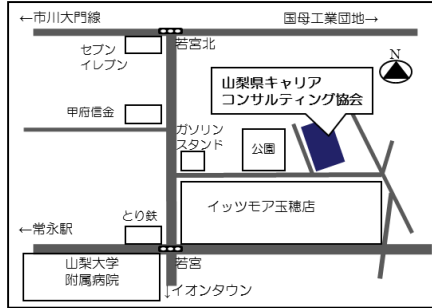 ←市川大門線
国母工業団地→
セブン
イレブン
若宮北
N
山梨県キャリア
コンサルティング協会
甲府信金
ガソリン
スタンド
公園
とり鉄
イッツモア玉穂店
←常永駅
山梨大学
附属病院
若宮
↓イオンタウン